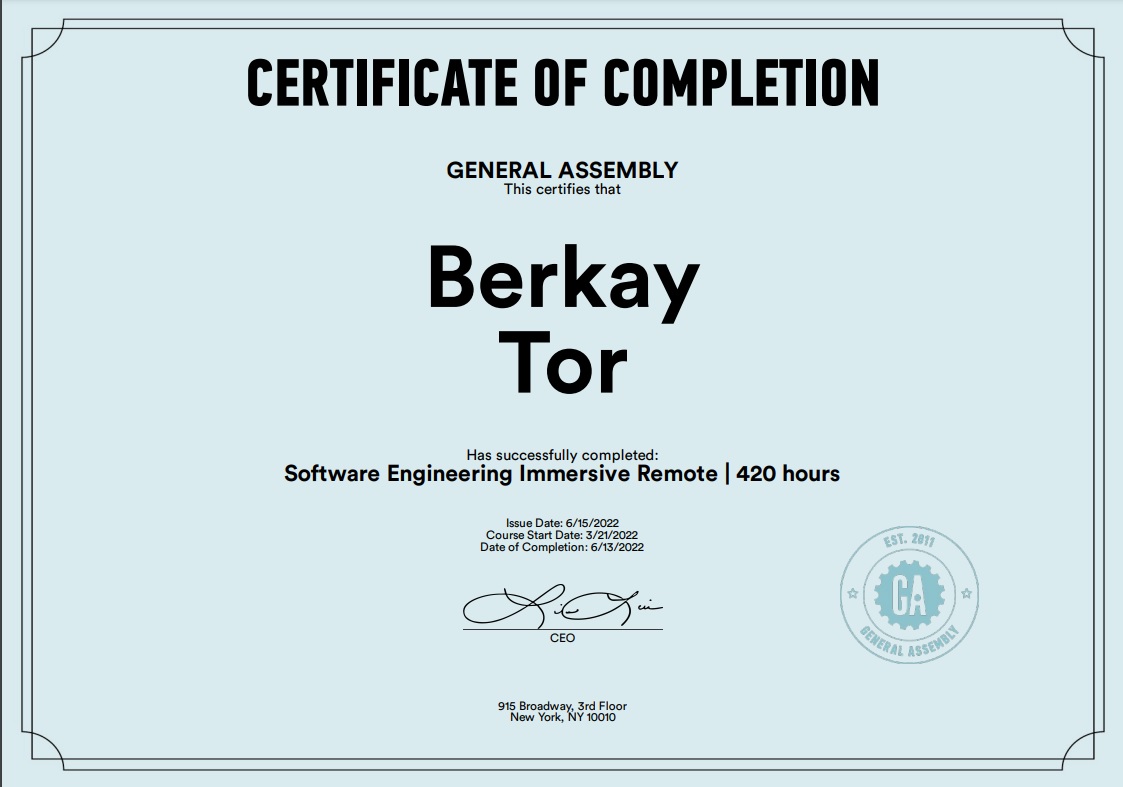 CERTIFICATE OF COMPLETION
GENERAL ASSEMBLY
This certifies that
Berkay
Tor
Has successfully completed:
Software Engineering Immersive Remote | 420 hours
Issue Date: 6/15/2022
Course Start Date: 3/21/2022
Date of Completion: 6/13/2022
CEO
EST. 2011
GA
GENERAL ASSEMBLY
915 Broadway, 3rd Floor
New York, NY 10010